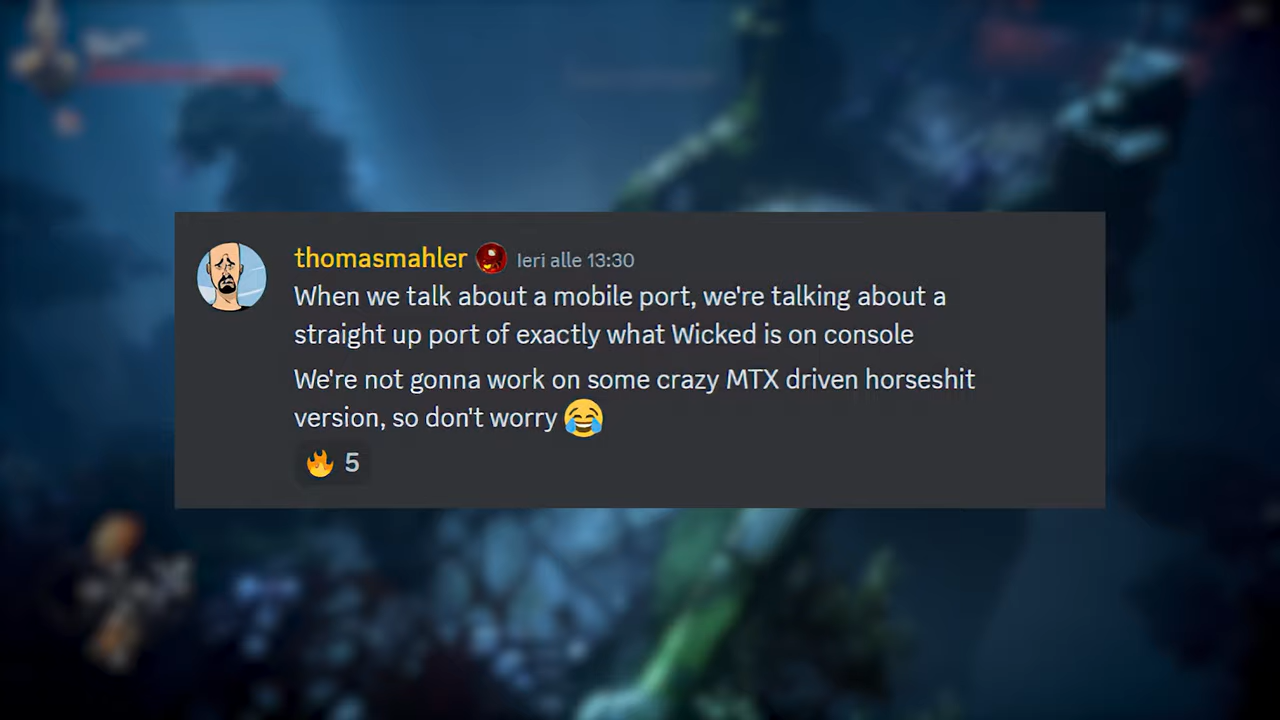 thomasmahler Ieri alle 13:30
When we talk about a mobile port, we're talking about a
straight up port of exactly what Wicked is on console
We're not gonna work on some crazy MTX driven horseshit
version, so don't worry 😂
🔥 5